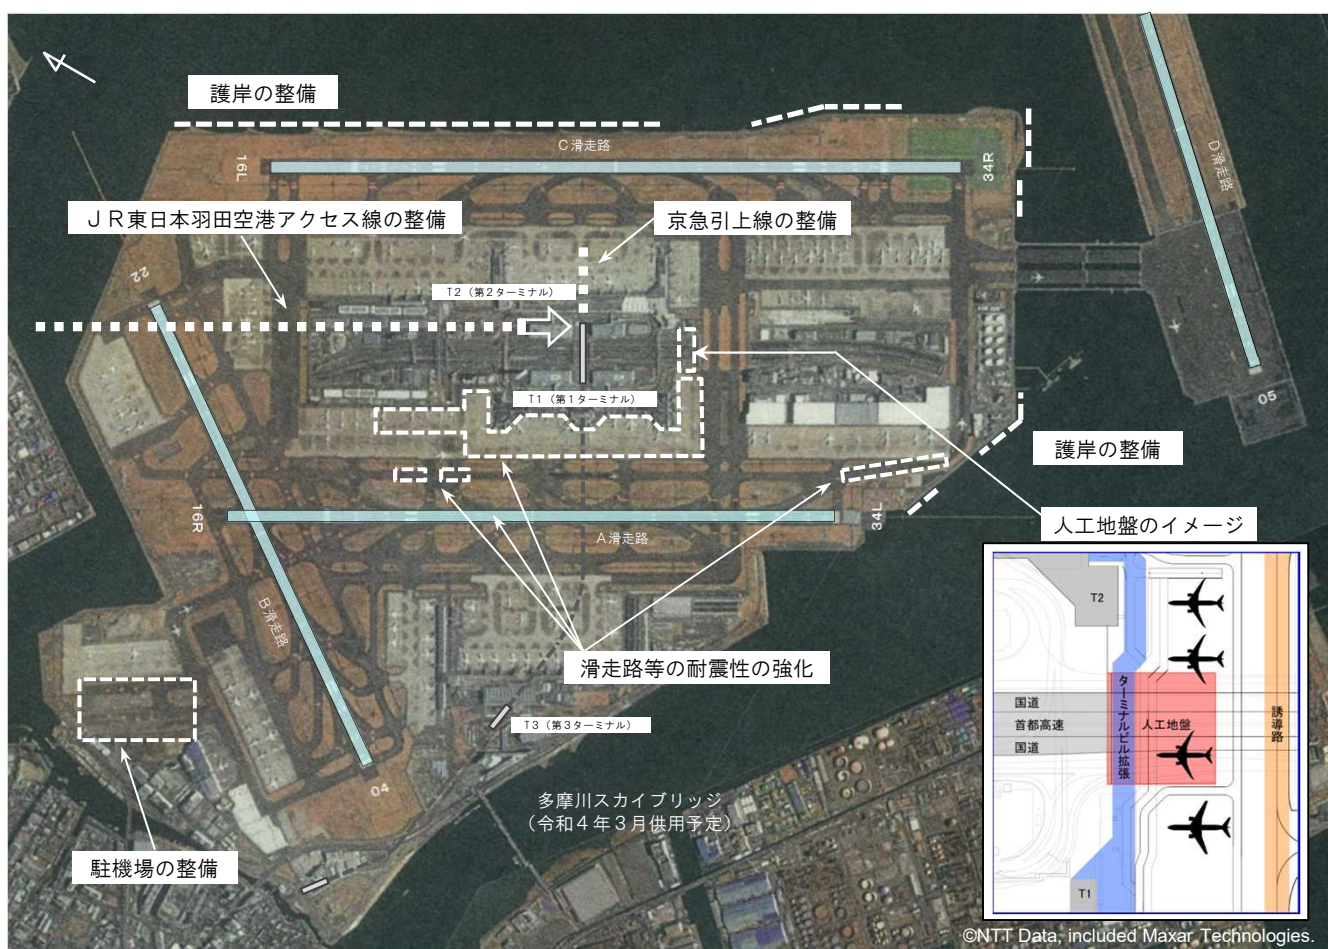 護岸の整備
C滑走路
16L
34R
D滑走路
JR東日本羽田空港アクセス線の整備
京急引上線の整備
22
T2（第2ターミナル）
T1（第1ターミナル）
05
護岸の整備
16R
34L
A滑走路
人工地盤のイメージ
B滑走路
滑走路等の耐震性の強化
T3（第3ターミナル）
04
多摩川スカイブリッジ
（令和4年3月供用予定）
駐機場の整備
T2
国道
首都高速
国道
ターミナルビル拡張
人工地盤
誘導路
T1
©NTT Data, included Maxar Technologies.